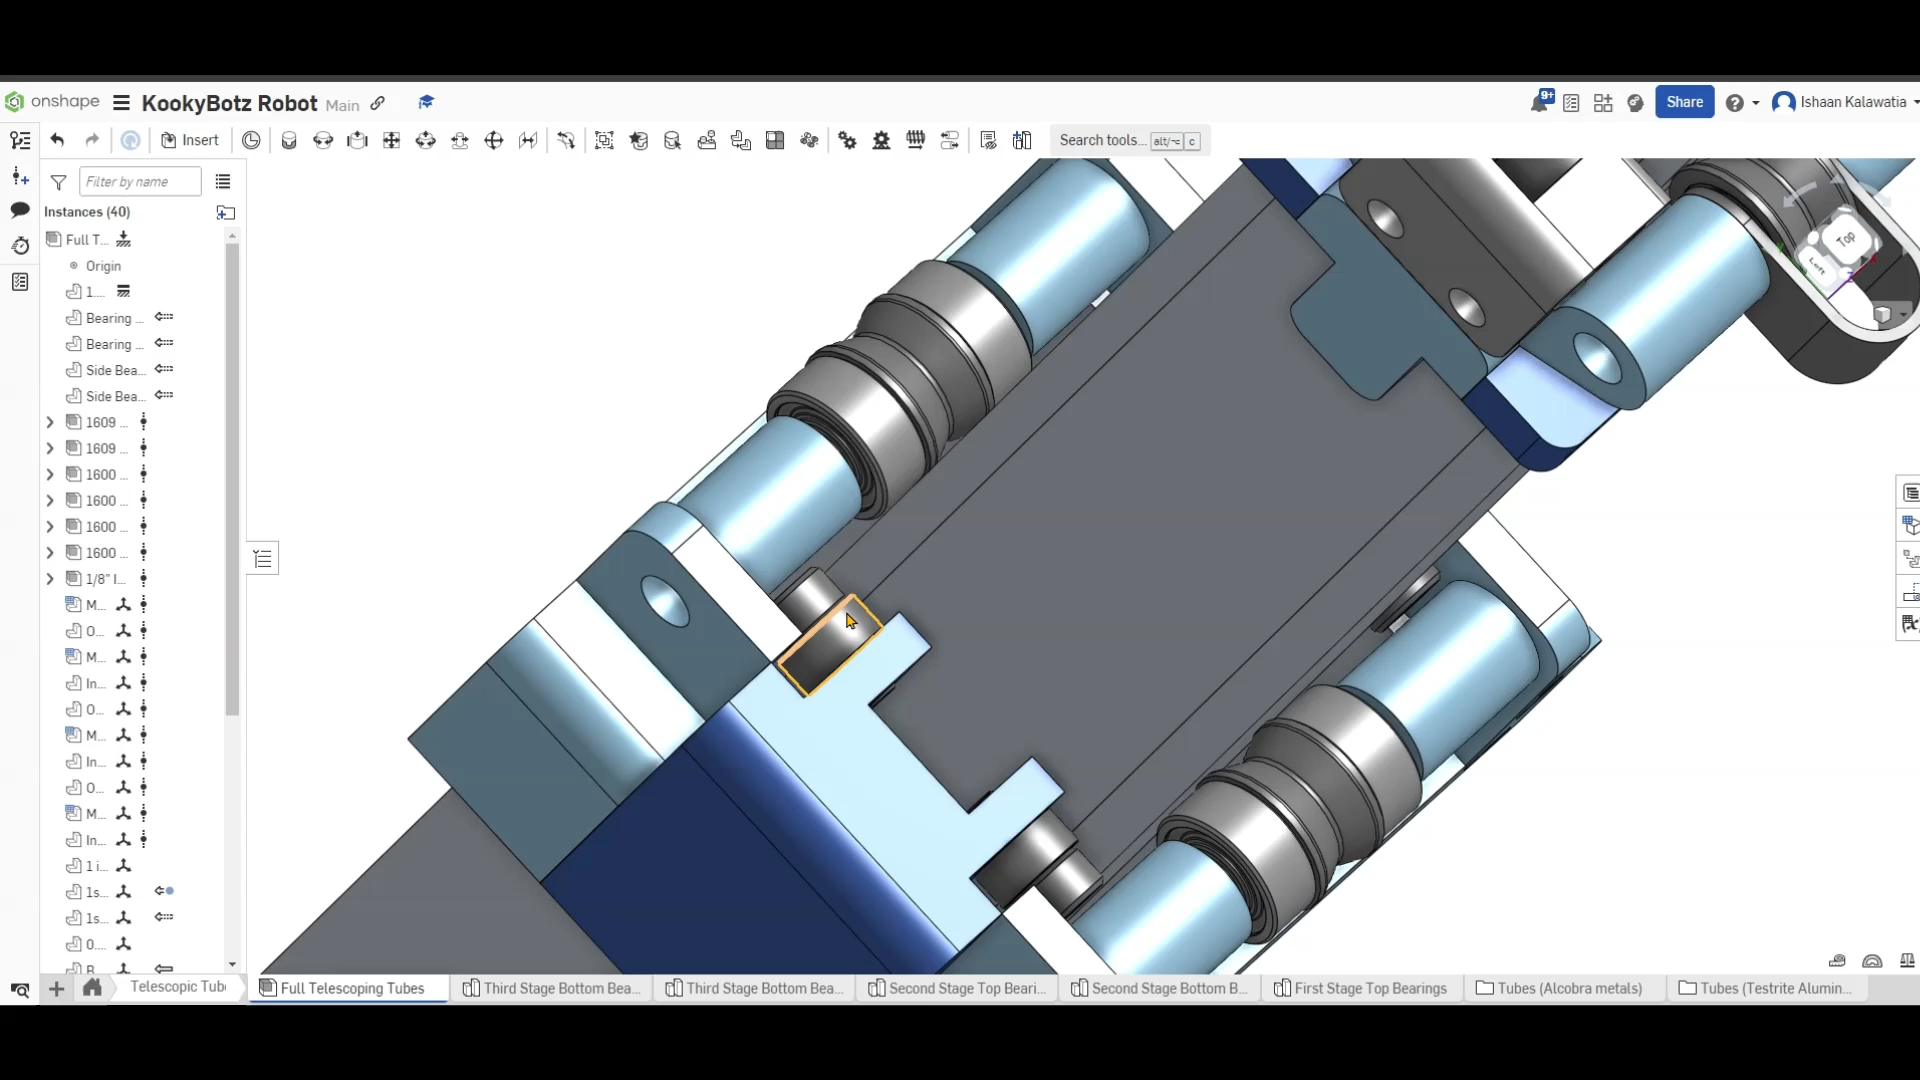 onshape KookyBotz Robot Main 9+ Share Ishaan Kalawatia
Insert Search tools... alt/⌥ c
Filter by name
Instances (40)
Full T...
Origin
1....
Bearing ...
Bearing ...
Side Bea...
Side Bea...
1609 ...
1609 ...
1600 ...
1600 ...
1600 ...
1600 ...
1/8" I...
M...
O...
M...
In...
O...
M...
In...
O...
M...
In...
1 i...
1s...
1s...
0....
Top
Left
Telescopic Tub Full Telescoping Tubes Third Stage Bottom Bea... Third Stage Bottom Bea... Second Stage Top Beari... Second Stage Bottom B... First Stage Top Bearings Tubes (Alcobra metals) Tubes (Testrite Alumin...